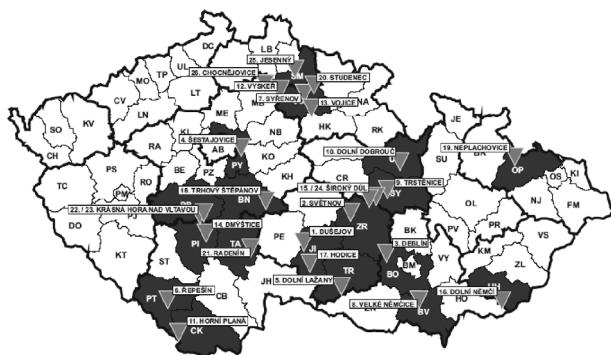 DC
LB
25. JESENNÝ
UL
SM
26. CHOCNĚJOVICE
20. STUDENEC
MO
TP
12. VYSKEŘ
LT
MB
NA
CV
7. SYŘENOV
13. VOJICE
KV
LN
ME
JE
SO
NB
HK
RK
4. ŠESTAJOVICE
19. NEPLACHOVICE
RA
AB
10. DOLNÍ DOBROUČ
CH
PY
KO
SU
BE
PZ
OP
OS
KI
PS
KH
CR
TC
RO
18. TRHOVÝ ŠTĚPÁNOV
15 / 24. ŠIROKÝ DŮL
9. TRSTĚNICE
PM
BN
SY
NJ
FM
2. SVĚTNOV
OL
22 / 23. KRÁSNÁ HORA NAD VLTAVOU
DO
14. DMÝŠTICE
ZR
PV
PR
VS
PI
TA
PE
1. DUŠEJOV
BK
3. DEBLÍN
KT
21. RADENÍN
JI
KM
ST
17. HODICE
BM
VY
ZL
BO
JH
5. DOLNÍ LAŽANY
TR
6. ŘEPEŠÍN
16. DOLNÍ NĚMČÍ
UH
PT
CB
HO
8. VELKÉ NĚMČICE
BV
ZN
11. HORNÍ PLANÁ
CK